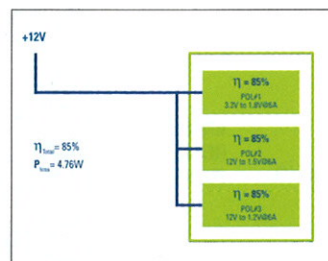 +12V
η = 85%
POL#1
3.3V to 1.8V@6A
η = 85%
POL#2
12V to 1.5V@6A
η = 85%
POL#3
12V to 1.2V@6A
ηTotal = 85%
Ploss = 4.76W